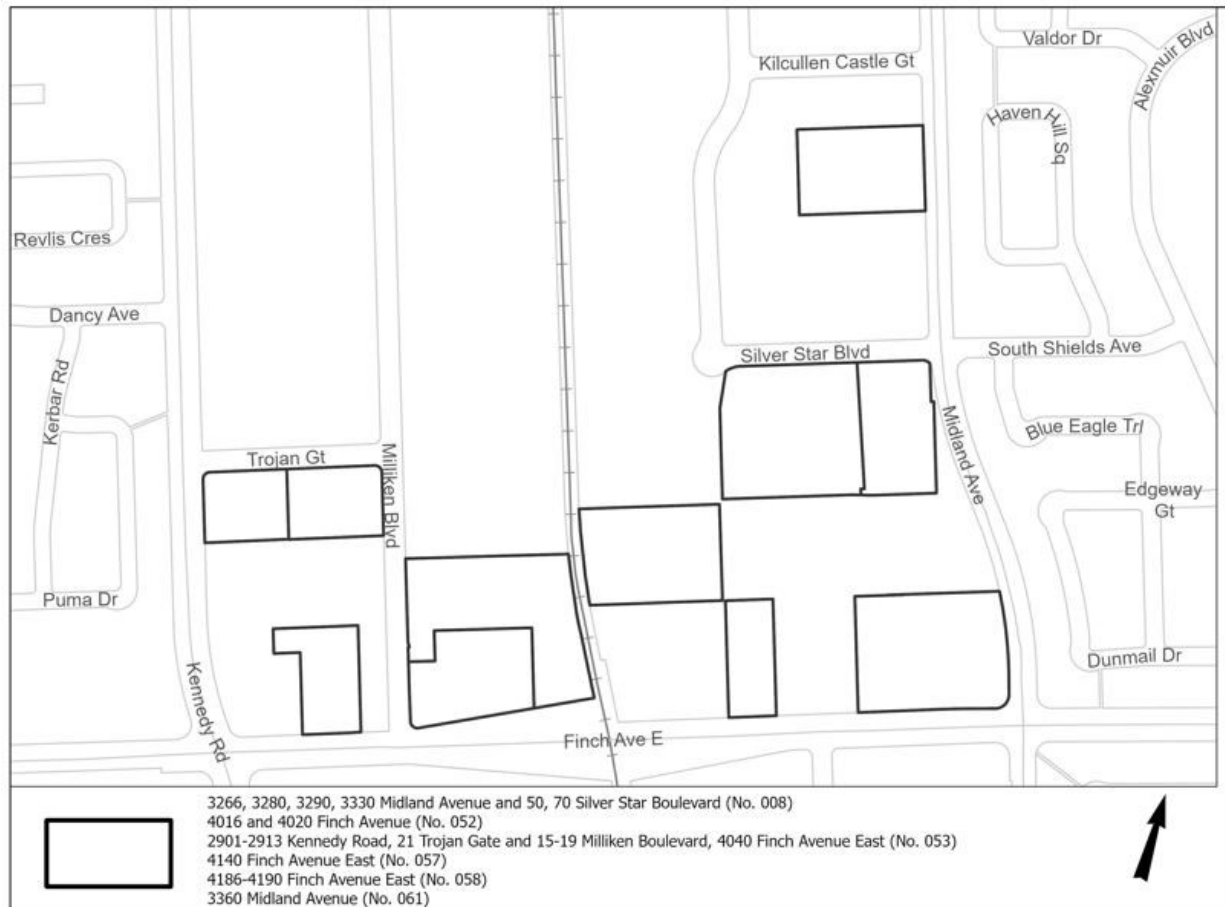 Valdor Dr
Alexmuir Blvd
Kilcullen Castle Gt
Haven Hill Sq
Revlis Cres
Dancy Ave
Kerbar Rd
Silver Star Blvd
South Shields Ave
Midland Ave
Blue Eagle Trl
Trojan Gt
Milliken Blvd
Edgeway
Gt
Puma Dr
Dunmail Dr
Kennedy Rd
Finch Ave E
3266, 3280, 3290, 3330 Midland Avenue and 50, 70 Silver Star Boulevard (No. 008)
4016 and 4020 Finch Avenue (No. 052)
2901-2913 Kennedy Road, 21 Trojan Gate and 15-19 Milliken Boulevard, 4040 Finch Avenue East (No. 053)
4140 Finch Avenue East (No. 057)
4186-4190 Finch Avenue East (No. 058)
3360 Midland Avenue (No. 061)